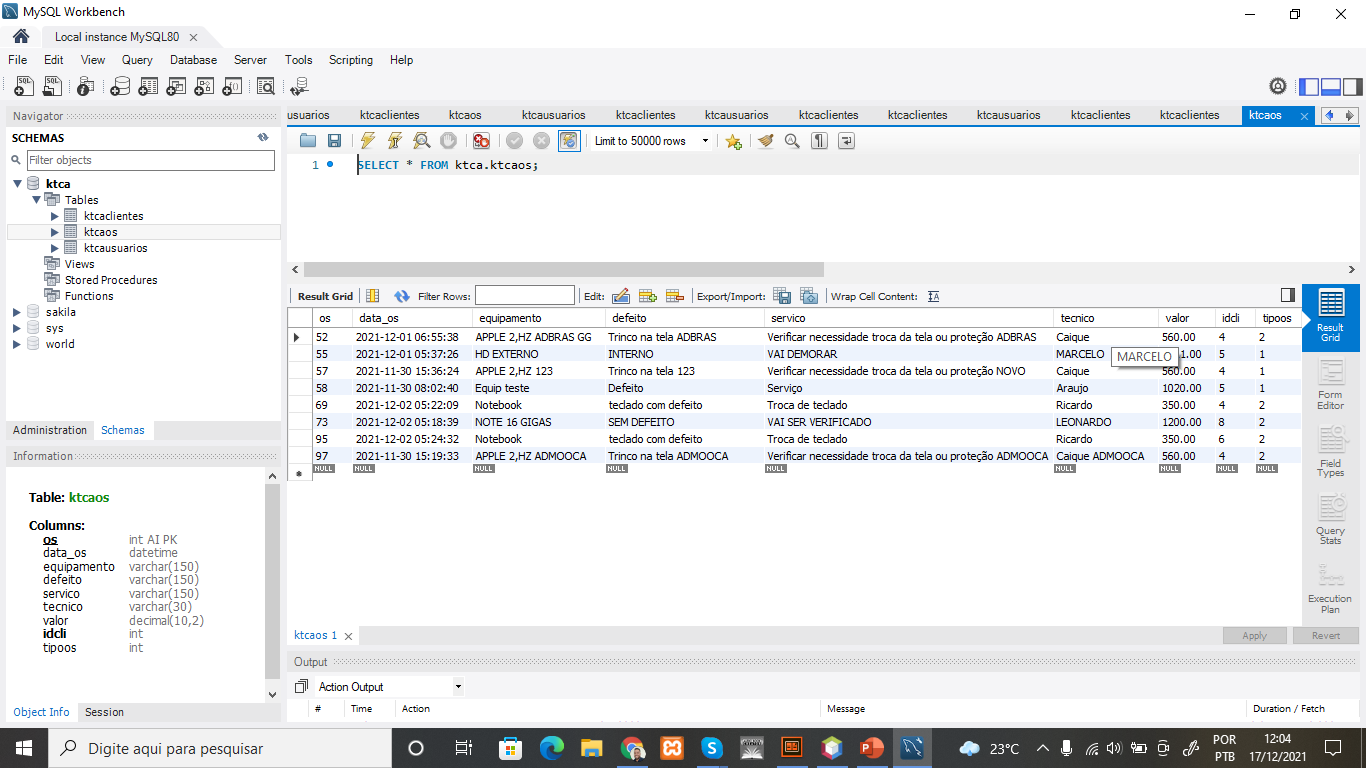 MySQL Workbench
Local instance MySQL80
File Edit View Query Database Server Tools Scripting Help
Navigator
SCHEMAS
Filter objects
ktca
Tables
ktcaclientes
ktcaos
ktcausuarios
Views
Stored Procedures
Functions
sakila
sys
world
Administration Schemas
Information
Table: ktcaos
Columns:
os int AI PK
data_os datetime
equipamento varchar(150)
defeito varchar(150)
servico varchar(150)
tecnico varchar(30)
valor decimal(10,2)
idcli int
tipoos int
Object Info Session
usuarios ktcaclientes ktcaos ktcausuarios ktcaclientes ktcausuarios ktcaclientes ktcaclientes ktcausuarios ktcaclientes ktcaclientes ktcaos
Limit to 50000 rows
1 SELECT * FROM ktca.ktcaos;
Result Grid Filter Rows: Edit: Export/Import: Wrap Cell Content:
os data_os equipamento defeito servico tecnico valor idcli tipoos
52 2021-12-01 06:55:38 APPLE 2,HZ ADBRAS GG Trinco na tela ADBRAS Verificar necessidade troca da tela ou proteção ADBRAS Caique 560.00 4 2
55 2021-12-01 05:37:26 HD EXTERNO INTERNO VAI DEMORAR MARCELO MARCELO 1.00 5 1
57 2021-11-30 15:36:24 APPLE 2,HZ 123 Trinco na tela 123 Verificar necessidade troca da tela ou proteção NOVO Caique 560.00 4 1
58 2021-11-30 08:02:40 Equip teste Defeito Serviço Araujo 1020.00 5 1
69 2021-12-02 05:22:09 Notebook teclado com defeito Troca de teclado Ricardo 350.00 4 2
73 2021-12-02 05:18:39 NOTE 16 GIGAS SEM DEFEITO VAI SER VERIFICADO LEONARDO 1200.00 8 2
95 2021-12-02 05:24:32 Notebook teclado com defeito Troca de teclado Ricardo 350.00 6 2
97 2021-11-30 15:19:33 APPLE 2,HZ ADMOOCA Trinco na tela ADMOOCA Verificar necessidade troca da tela ou proteção ADMOOCA Caique ADMOOCA 560.00 4 2
NULL NULL NULL NULL NULL NULL NULL NULL NULL
Result
Grid
Form
Editor
Field
Types
Query
Stats
Execution
Plan
ktcaos 1
Apply Revert
Output
Action Output
# Time Action Message Duration / Fetch
Digite aqui para pesquisar
23°C
POR
PTB
12:04
17/12/2021